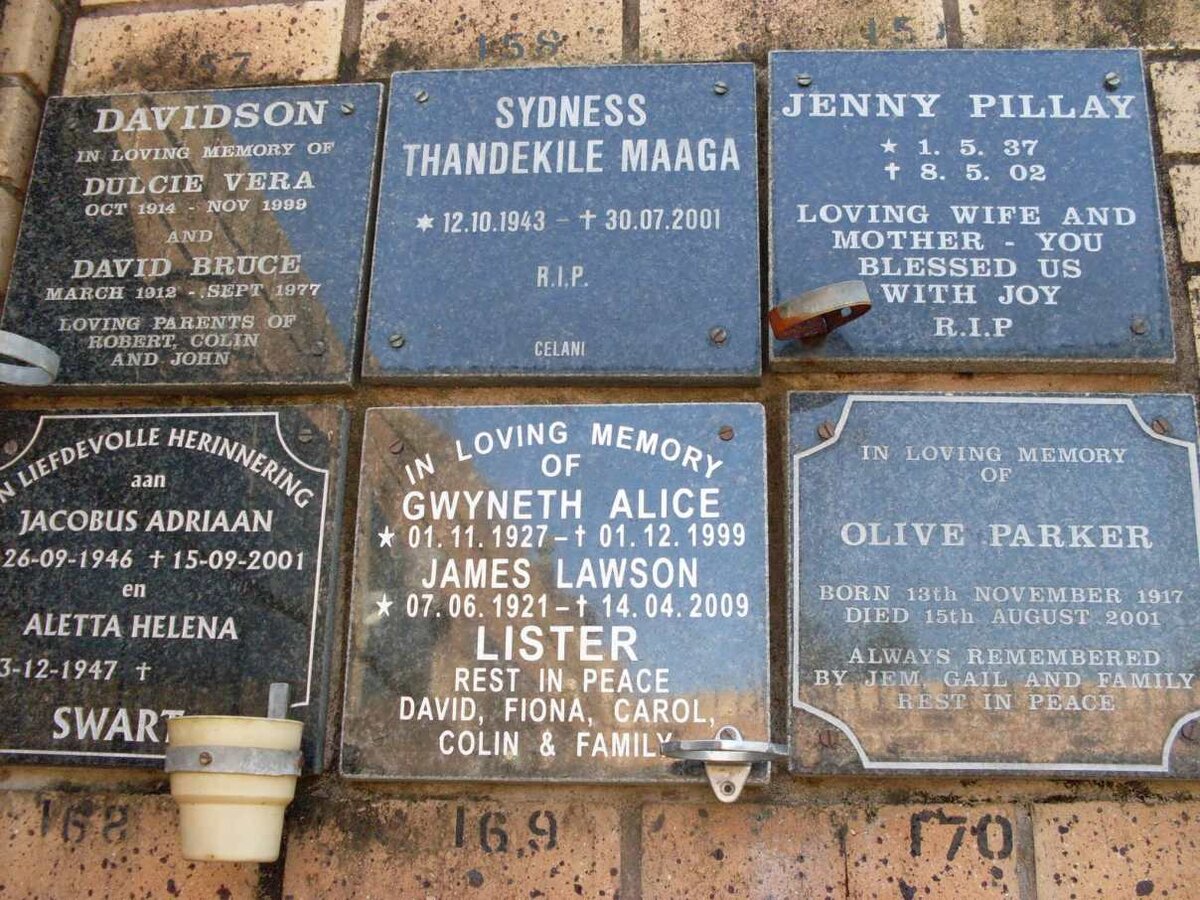 157
158
DAVIDSON
IN LOVING MEMORY OF
DULCIE VERA
OCT 1914 - NOV 1999
AND
DAVID BRUCE
MARCH 1912 - SEPT 1977
LOVING PARENTS OF
ROBERT, COLIN
AND JOHN
SYDNESS
THANDEKILE MAAGA
★ 12.10.1943 – ✝ 30.07.2001
R.I.P.
CELANI
JENNY PILLAY
★ 1. 5. 37
✝ 8. 5. 02
LOVING WIFE AND
MOTHER - YOU
BLESSED US
WITH JOY
R.I.P
N LIEFDEVOLLE HERINNERING
aan
JACOBUS ADRIAAN
26-09-1946 ✝ 15-09-2001
en
ALETTA HELENA
3-12-1947 ✝
SWART
IN LOVING MEMORY
OF
GWYNETH ALICE
★ 01.11.1927 – ✝ 01.12.1999
JAMES LAWSON
★ 07.06.1921 – ✝ 14.04.2009
LISTER
REST IN PEACE
DAVID, FIONA, CAROL,
COLIN & FAMILY
IN LOVING MEMORY
OF
OLIVE PARKER
BORN 13th NOVEMBER 1917
DIED 15th AUGUST 2001
ALWAYS REMEMBERED
BY JEM, GAIL AND FAMILY
REST IN PEACE
168
169
170